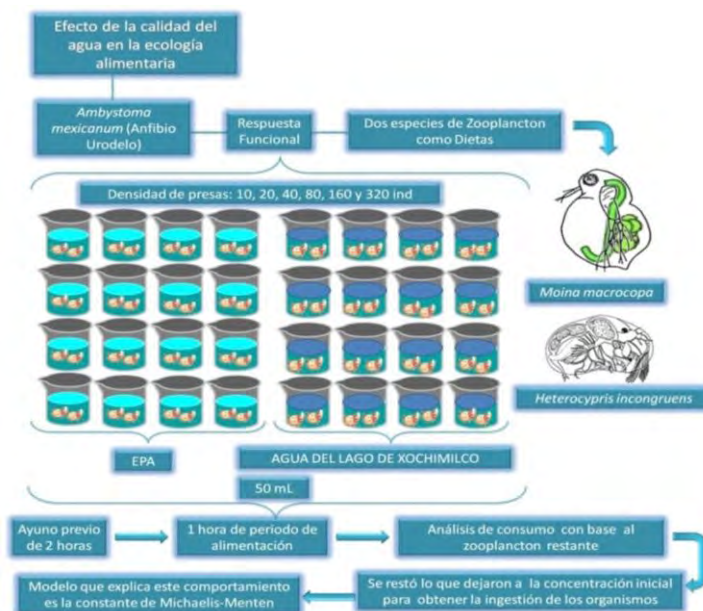 Efecto de la calidad del
agua en la ecología
alimentaria
Ambystoma
mexicanum (Anfibio
Urodelo)
Respuesta
Funcional
Dos especies de Zooplancton
como Dietas
Densidad de presas: 10, 20, 40, 80, 160 y 320 ind
Moina macrocopa
Heterocypris incongruens
EPA
AGUA DEL LAGO DE XOCHIMILCO
50 mL
Ayuno previo
de 2 horas
1 hora de periodo de
alimentación
Análisis de consumo con base al
zooplancton restante
Modelo que explica este comportamiento
es la constante de Michaelis-Menten
Se restó lo que dejaron a la concentración inicial
para obtener la ingestión de los organismos